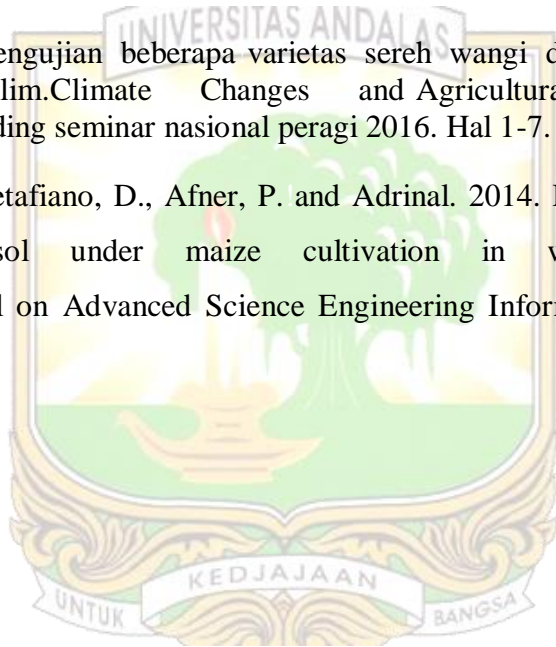 UNIVERSITAS ANDALAS
engujian beberapa varietas sereh wangi d
lim.Climate Changes and Agricultura
ding seminar nasional peragi 2016. Hal 1-7.
etafiano, D., Afner, P. and Adrinal. 2014.
sol under maize cultivation in
l on Advanced Science Engineering Infor
KEDJAJAAN
UNTUK BANGSA